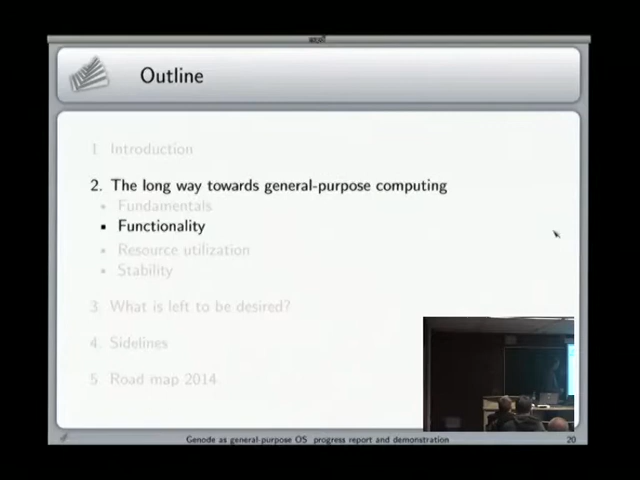 Outline
1 Introduction
2. The long way towards general-purpose computing
Fundamentals
Functionality
Resource utilization
Stability
3 What is left to be desired?
4. Sidelines
5 Road map 2014
Genode as general-purpose OS progress report and demonstration
20